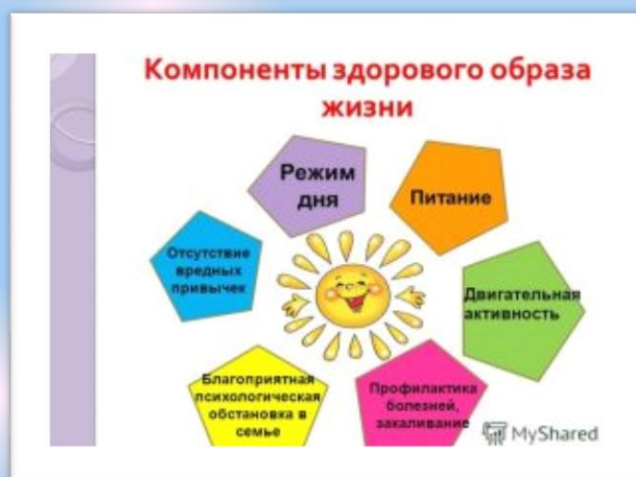 Компоненты здорового образа
жизни
Режим
дня
Питание
Отсутствие
вредных
привычек
Двигательная
активность
Благоприятная
психологическая
обстановка в
семье
Профилактика
болезней,
закаливание
MyShared